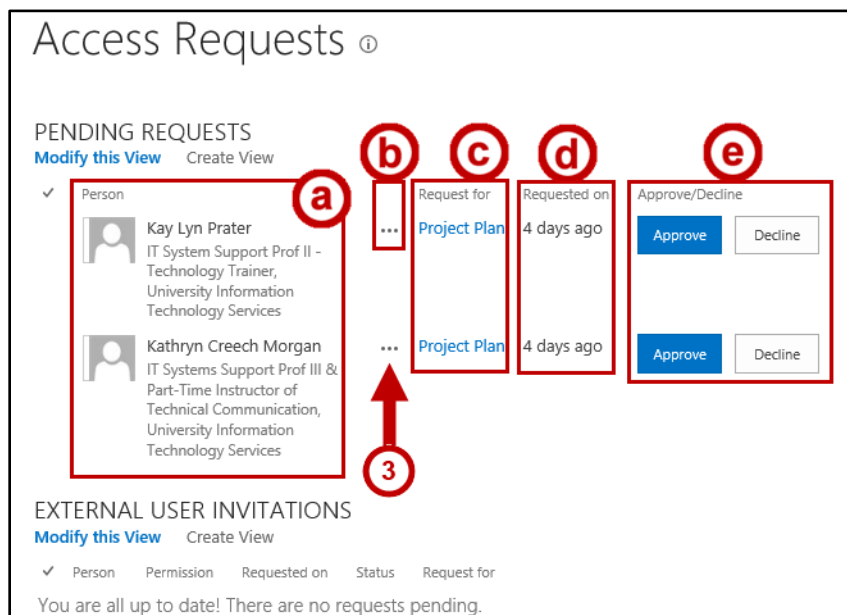 Access Requests
PENDING REQUESTS
Modify this View Create View
b c d e
Person a Request for Requested on Approve/Decline
Kay Lyn Prater ... Project Plan 4 days ago Approve Decline
IT System Support Prof II -
Technology Trainer,
University Information
Technology Services
Kathryn Creech Morgan ... Project Plan 4 days ago Approve Decline
IT Systems Support Prof III &
Part-Time Instructor of
Technical Communication,
University Information
Technology Services
3
EXTERNAL USER INVITATIONS
Modify this View Create View
Person Permission Requested on Status Request for
You are all up to date! There are no requests pending.